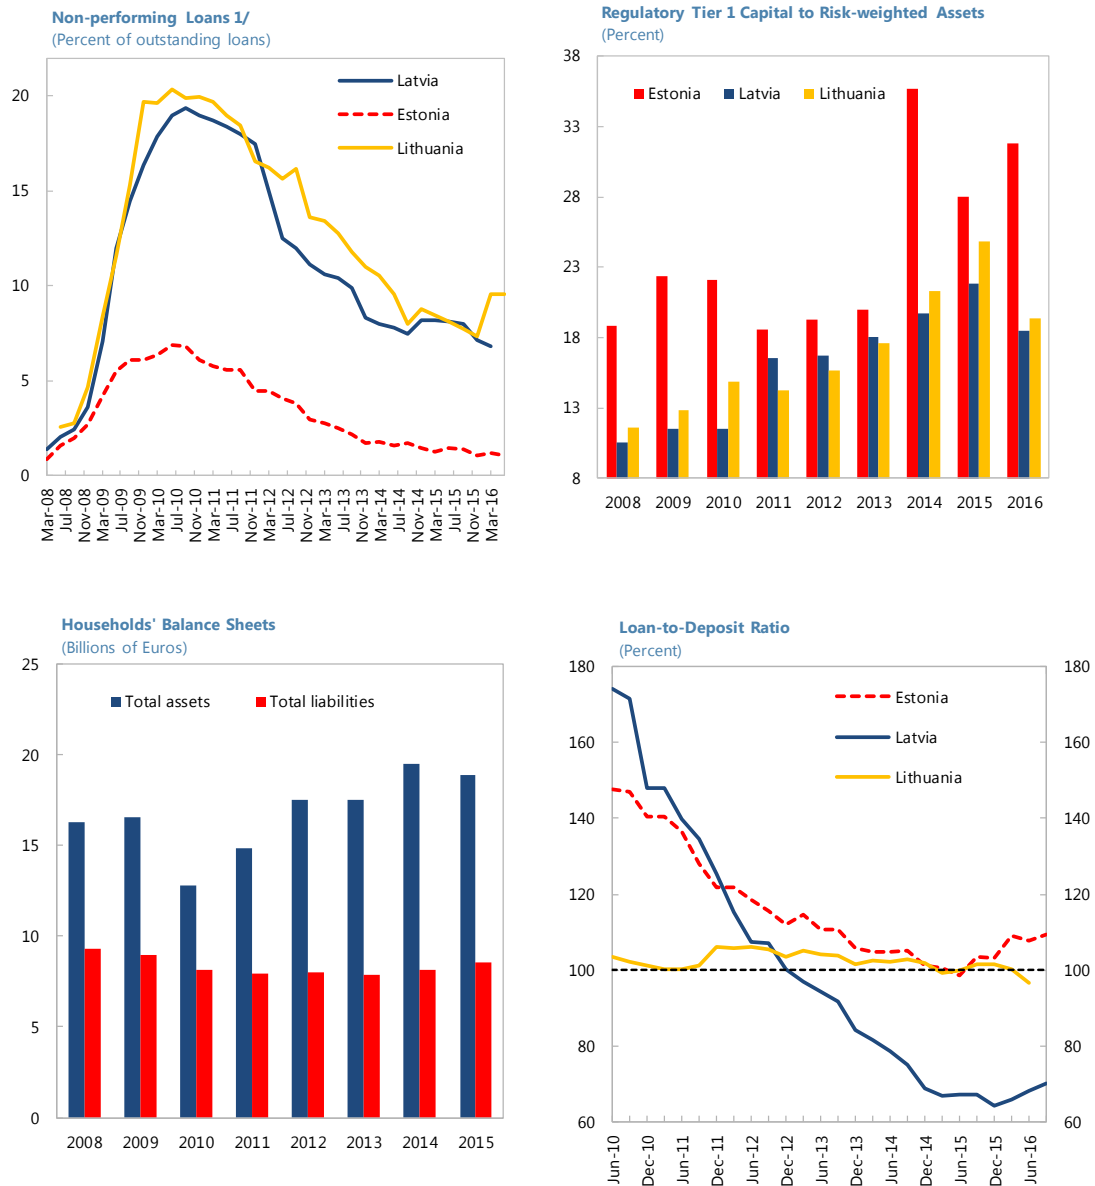 Non-performing Loans 1/
(Percent of outstanding loans)
20
15
10
5
0
Latvia
Estonia
Lithuania
Mar-08
Jul-08
Nov-08
Mar-09
Jul-09
Nov-09
Mar-10
Jul-10
Nov-10
Mar-11
Jul-11
Nov-11
Mar-12
Jul-12
Nov-12
Mar-13
Jul-13
Nov-13
Mar-14
Jul-14
Nov-14
Mar-15
Jul-15
Nov-15
Mar-16
Regulatory Tier 1 Capital to Risk-weighted Assets
(Percent)
38
33
28
23
18
13
8
Estonia Latvia Lithuania
2008 2009 2010 2011 2012 2013 2014 2015 2016
Households' Balance Sheets
(Billions of Euros)
25
20
15
10
5
0
Total assets Total liabilities
2008 2009 2010 2011 2012 2013 2014 2015
Loan-to-Deposit Ratio
(Percent)
180
160
140
120
100
80
60
Estonia
Latvia
Lithuania
180
160
140
120
100
80
60
Jun-10
Dec-10
Jun-11
Dec-11
Jun-12
Dec-12
Jun-13
Dec-13
Jun-14
Dec-14
Jun-15
Dec-15
Jun-16